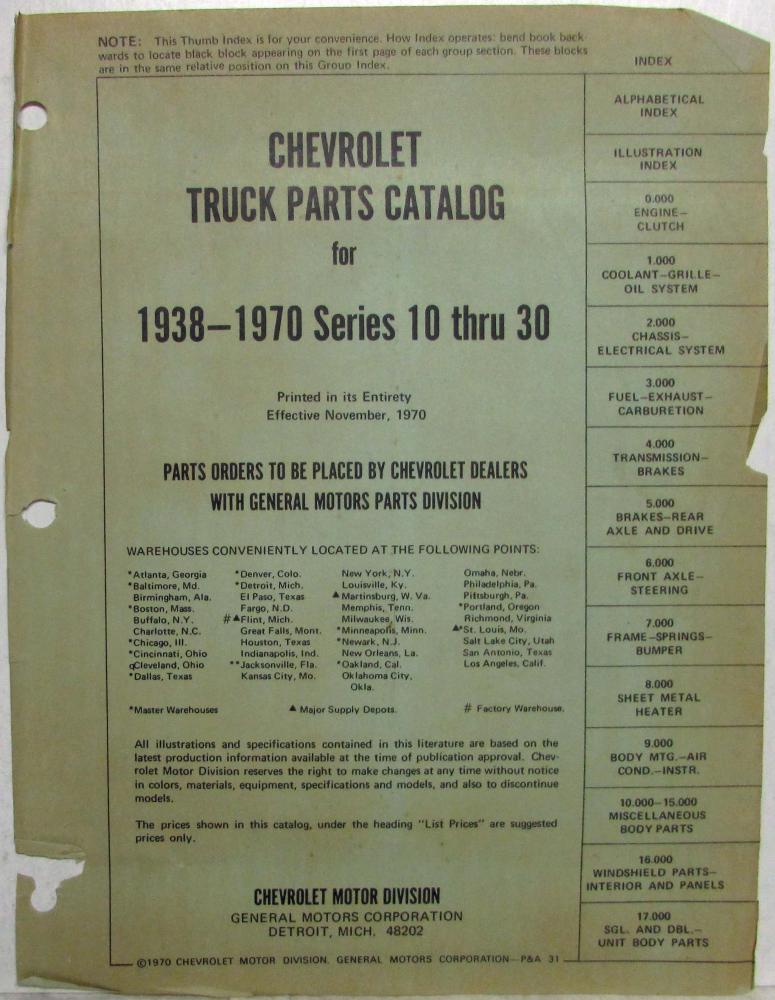 NOTE: This Thumb Index is for your convenience. How Index operates: bend book back-
wards to locate black block appearing on the first page of each group section. These blocks
are in the same relative position on this Group Index.
INDEX
ALPHABETICAL
INDEX
ILLUSTRATION
INDEX
0.000
ENGINE—
CLUTCH
1.000
COOLANT—GRILLE—
OIL SYSTEM
2.000
CHASSIS—
ELECTRICAL SYSTEM
3.000
FUEL—EXHAUST—
CARBURETION
4.000
TRANSMISSION—
BRAKES
5.000
BRAKES—REAR
AXLE AND DRIVE
6.000
FRONT AXLE—
STEERING
7.000
FRAME—SPRINGS—
BUMPER
8.000
SHEET METAL
HEATER
9.000
BODY MTG.—AIR
COND.—INSTR.
10.000—15.000
MISCELLANEOUS
BODY PARTS
16.000
WINDSHIELD PARTS—
INTERIOR AND PANELS
17.000
SGL. AND DBL.—
UNIT BODY PARTS
CHEVROLET
TRUCK PARTS CATALOG
for
1938—1970 Series 10 thru 30
Printed in its Entirety
Effective November, 1970
PARTS ORDERS TO BE PLACED BY CHEVROLET DEALERS
WITH GENERAL MOTORS PARTS DIVISION
WAREHOUSES CONVENIENTLY LOCATED AT THE FOLLOWING POINTS:
*Atlanta, Georgia
*Baltimore, Md.
Birmingham, Ala.
*Boston, Mass.
Buffalo, N.Y.
Charlotte, N.C.
*Chicago, Ill.
*Cincinnati, Ohio
qCleveland, Ohio
*Dallas, Texas
*Denver, Colo.
*Detroit, Mich.
El Paso, Texas
Fargo, N.D.
#▲Flint, Mich.
Great Falls, Mont.
Houston, Texas
Indianapolis, Ind.
**Jacksonville, Fla.
Kansas City, Mo.
New York, N.Y.
Louisville, Ky.
▲Martinsburg, W. Va.
Memphis, Tenn.
Milwaukee, Wis.
*Minneapolis, Minn.
*Newark, N.J.
New Orleans, La.
*Oakland, Cal.
Oklahoma City,
Okla.
Omaha, Nebr.
Philadelphia, Pa.
Pittsburgh, Pa.
*Portland, Oregon
Richmond, Virginia
▲*St. Louis, Mo.
Salt Lake City, Utah
San Antonio, Texas
Los Angeles, Calif.
*Master Warehouses ▲ Major Supply Depots. # Factory Warehouse.
All illustrations and specifications contained in this literature are based on the
latest production information available at the time of publication approval. Chev-
rolet Motor Division reserves the right to make changes at any time without notice
in colors, materials, equipment, specifications and models, and also to discontinue
models.
The prices shown in this catalog, under the heading "List Prices" are suggested
prices only.
CHEVROLET MOTOR DIVISION
GENERAL MOTORS CORPORATION
DETROIT, MICH. 48202
©1970 CHEVROLET MOTOR DIVISION. GENERAL MOTORS CORPORATION—P&A 31